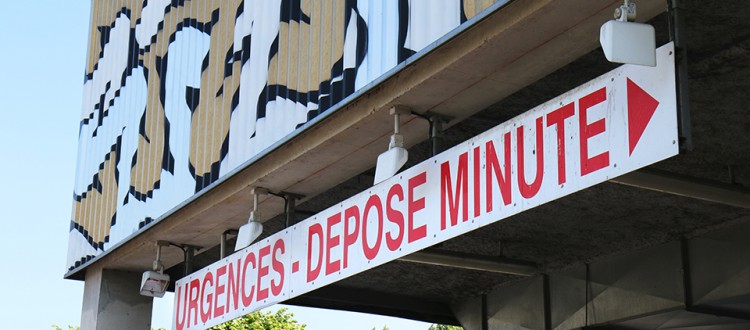 URGENCES - DEPOSE MINUTE